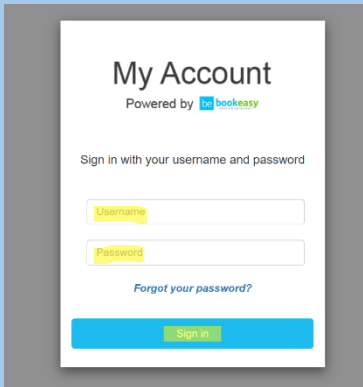 My Account
Powered by be bookeasy
Sign in with your username and password
Username
Password
Forgot your password?
Sign in